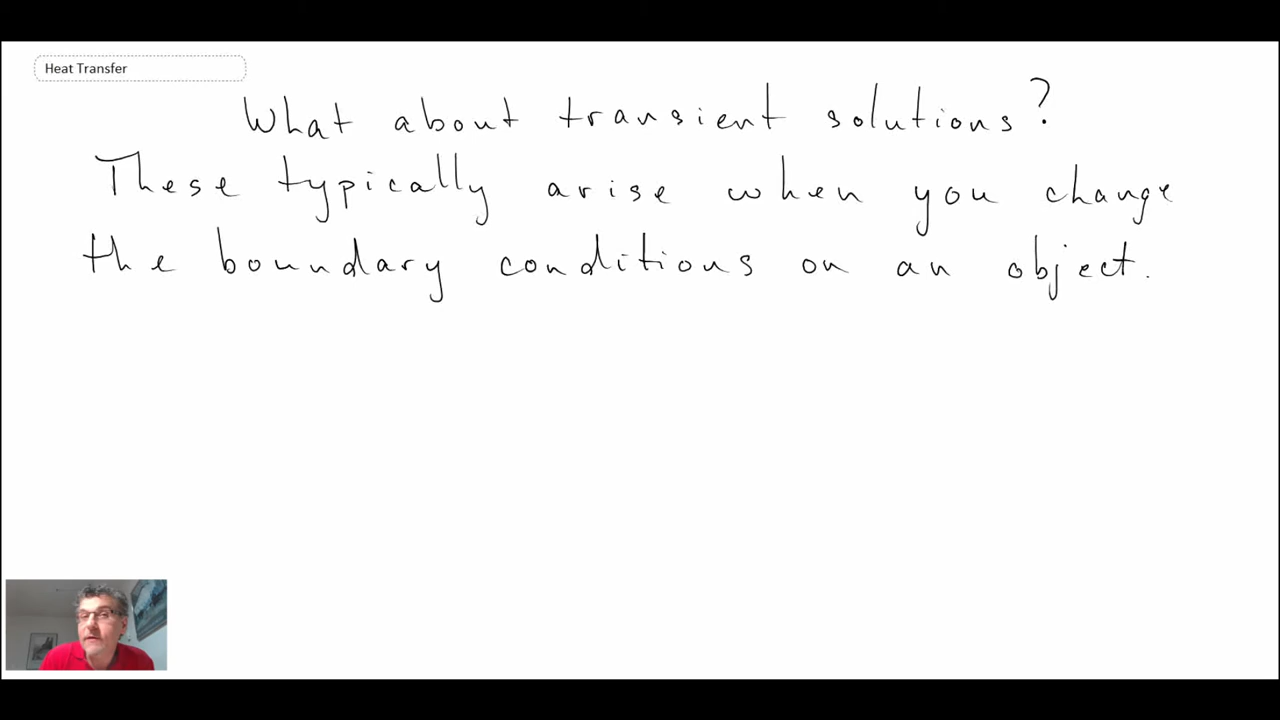 Heat Transfer
What about transient solutions?
These typically arise when you change
the boundary conditions on an object.